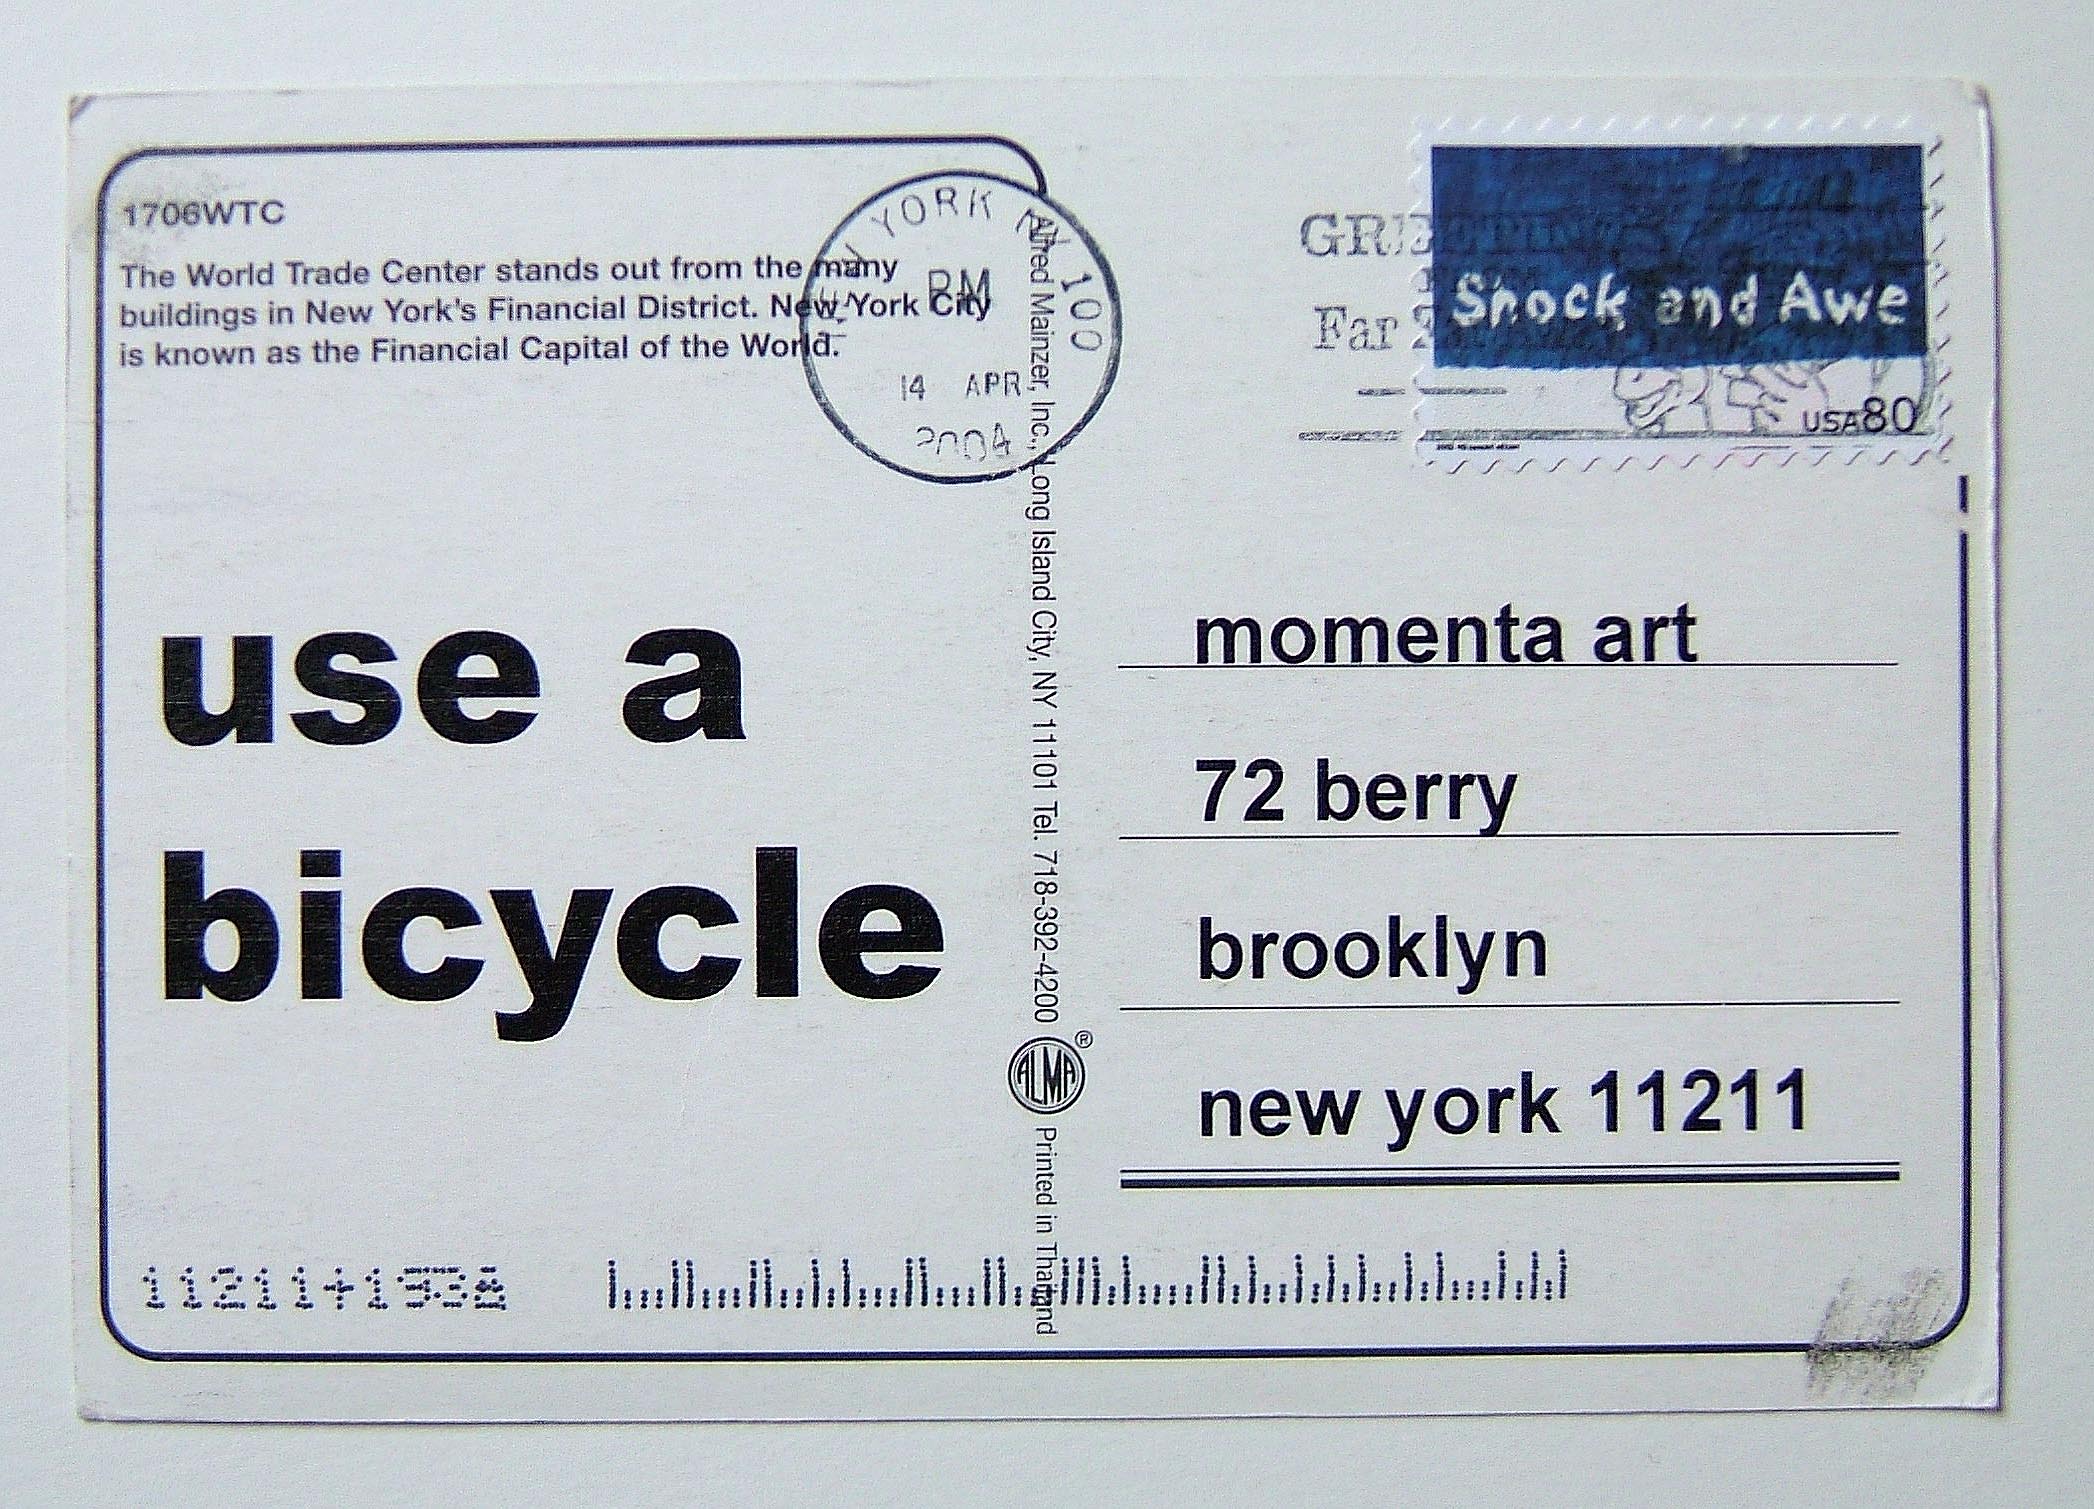 1706WTC
The World Trade Center stands out from the many
buildings in New York's Financial District. New York City
is known as the Financial Capital of the World.
YORK NY 100
PM
14 APR
2004
use a
bicycle
Alfred Mainzer, Inc., Long Island City, NY 11101 Tel. 718-392-4200
ALMA ®
Printed in Thailand
Far
Shock and Awe
USA80
momenta art
72 berry
brooklyn
new york 11211